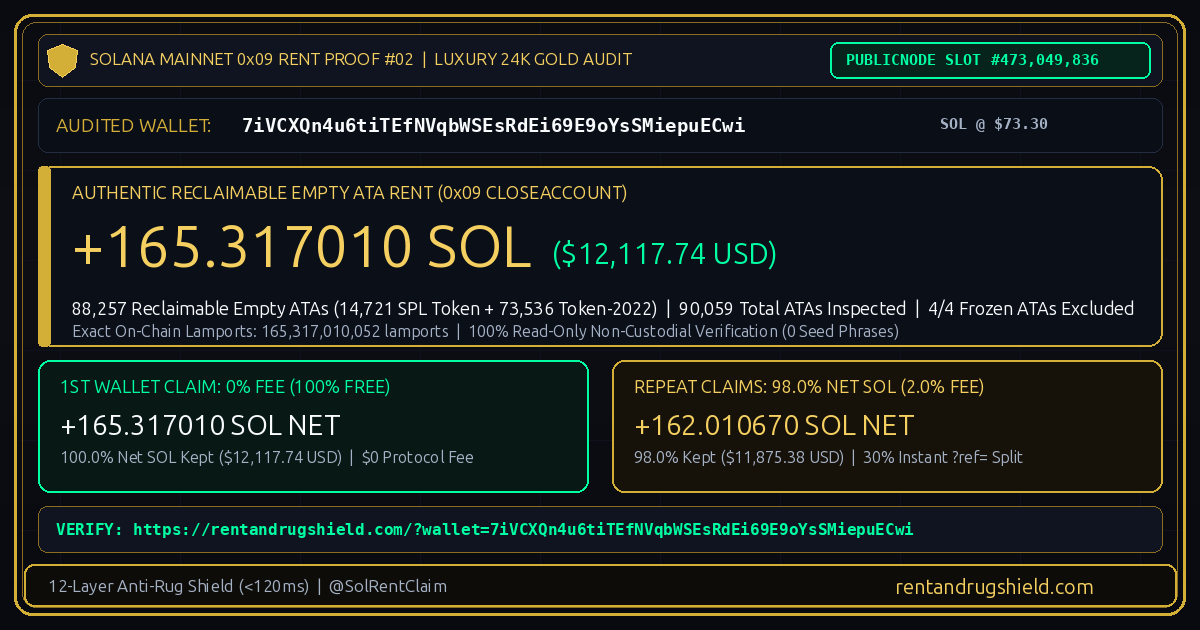 SOLANA MAINNET 0x09 RENT PROOF #02 | LUXURY 24K GOLD AUDIT
PUBLICNODE SLOT #473,049,836
AUDITED WALLET: 7iVCXQn4u6tiTEfNVqbWSEsRdEi69E9oYsSMiepuECwi
SOL @ $73.30
AUTHENTIC RECLAIMABLE EMPTY ATA RENT (0x09 CLOSEACCOUNT)
+165.317010 SOL ($12,117.74 USD)
88,257 Reclaimable Empty ATAs (14,721 SPL Token + 73,536 Token-2022) | 90,059 Total ATAs Inspected | 4/4 Frozen ATAs Excluded
Exact On-Chain Lamports: 165,317,010,052 lamports | 100% Read-Only Non-Custodial Verification (0 Seed Phrases)
1ST WALLET CLAIM: 0% FEE (100% FREE)
+165.317010 SOL NET
100.0% Net SOL Kept ($12,117.74 USD) | $0 Protocol Fee
REPEAT CLAIMS: 98.0% NET SOL (2.0% FEE)
+162.010670 SOL NET
98.0% Kept ($11,875.38 USD) | 30% Instant ?ref= Split
VERIFY: https://rentandrugshield.com/?wallet=7iVCXQn4u6tiTEfNVqbWSEsRdEi69E9oYsSMiepuECwi
12-Layer Anti-Rug Shield (<120ms) | @SolRentClaim
rentandrugshield.com